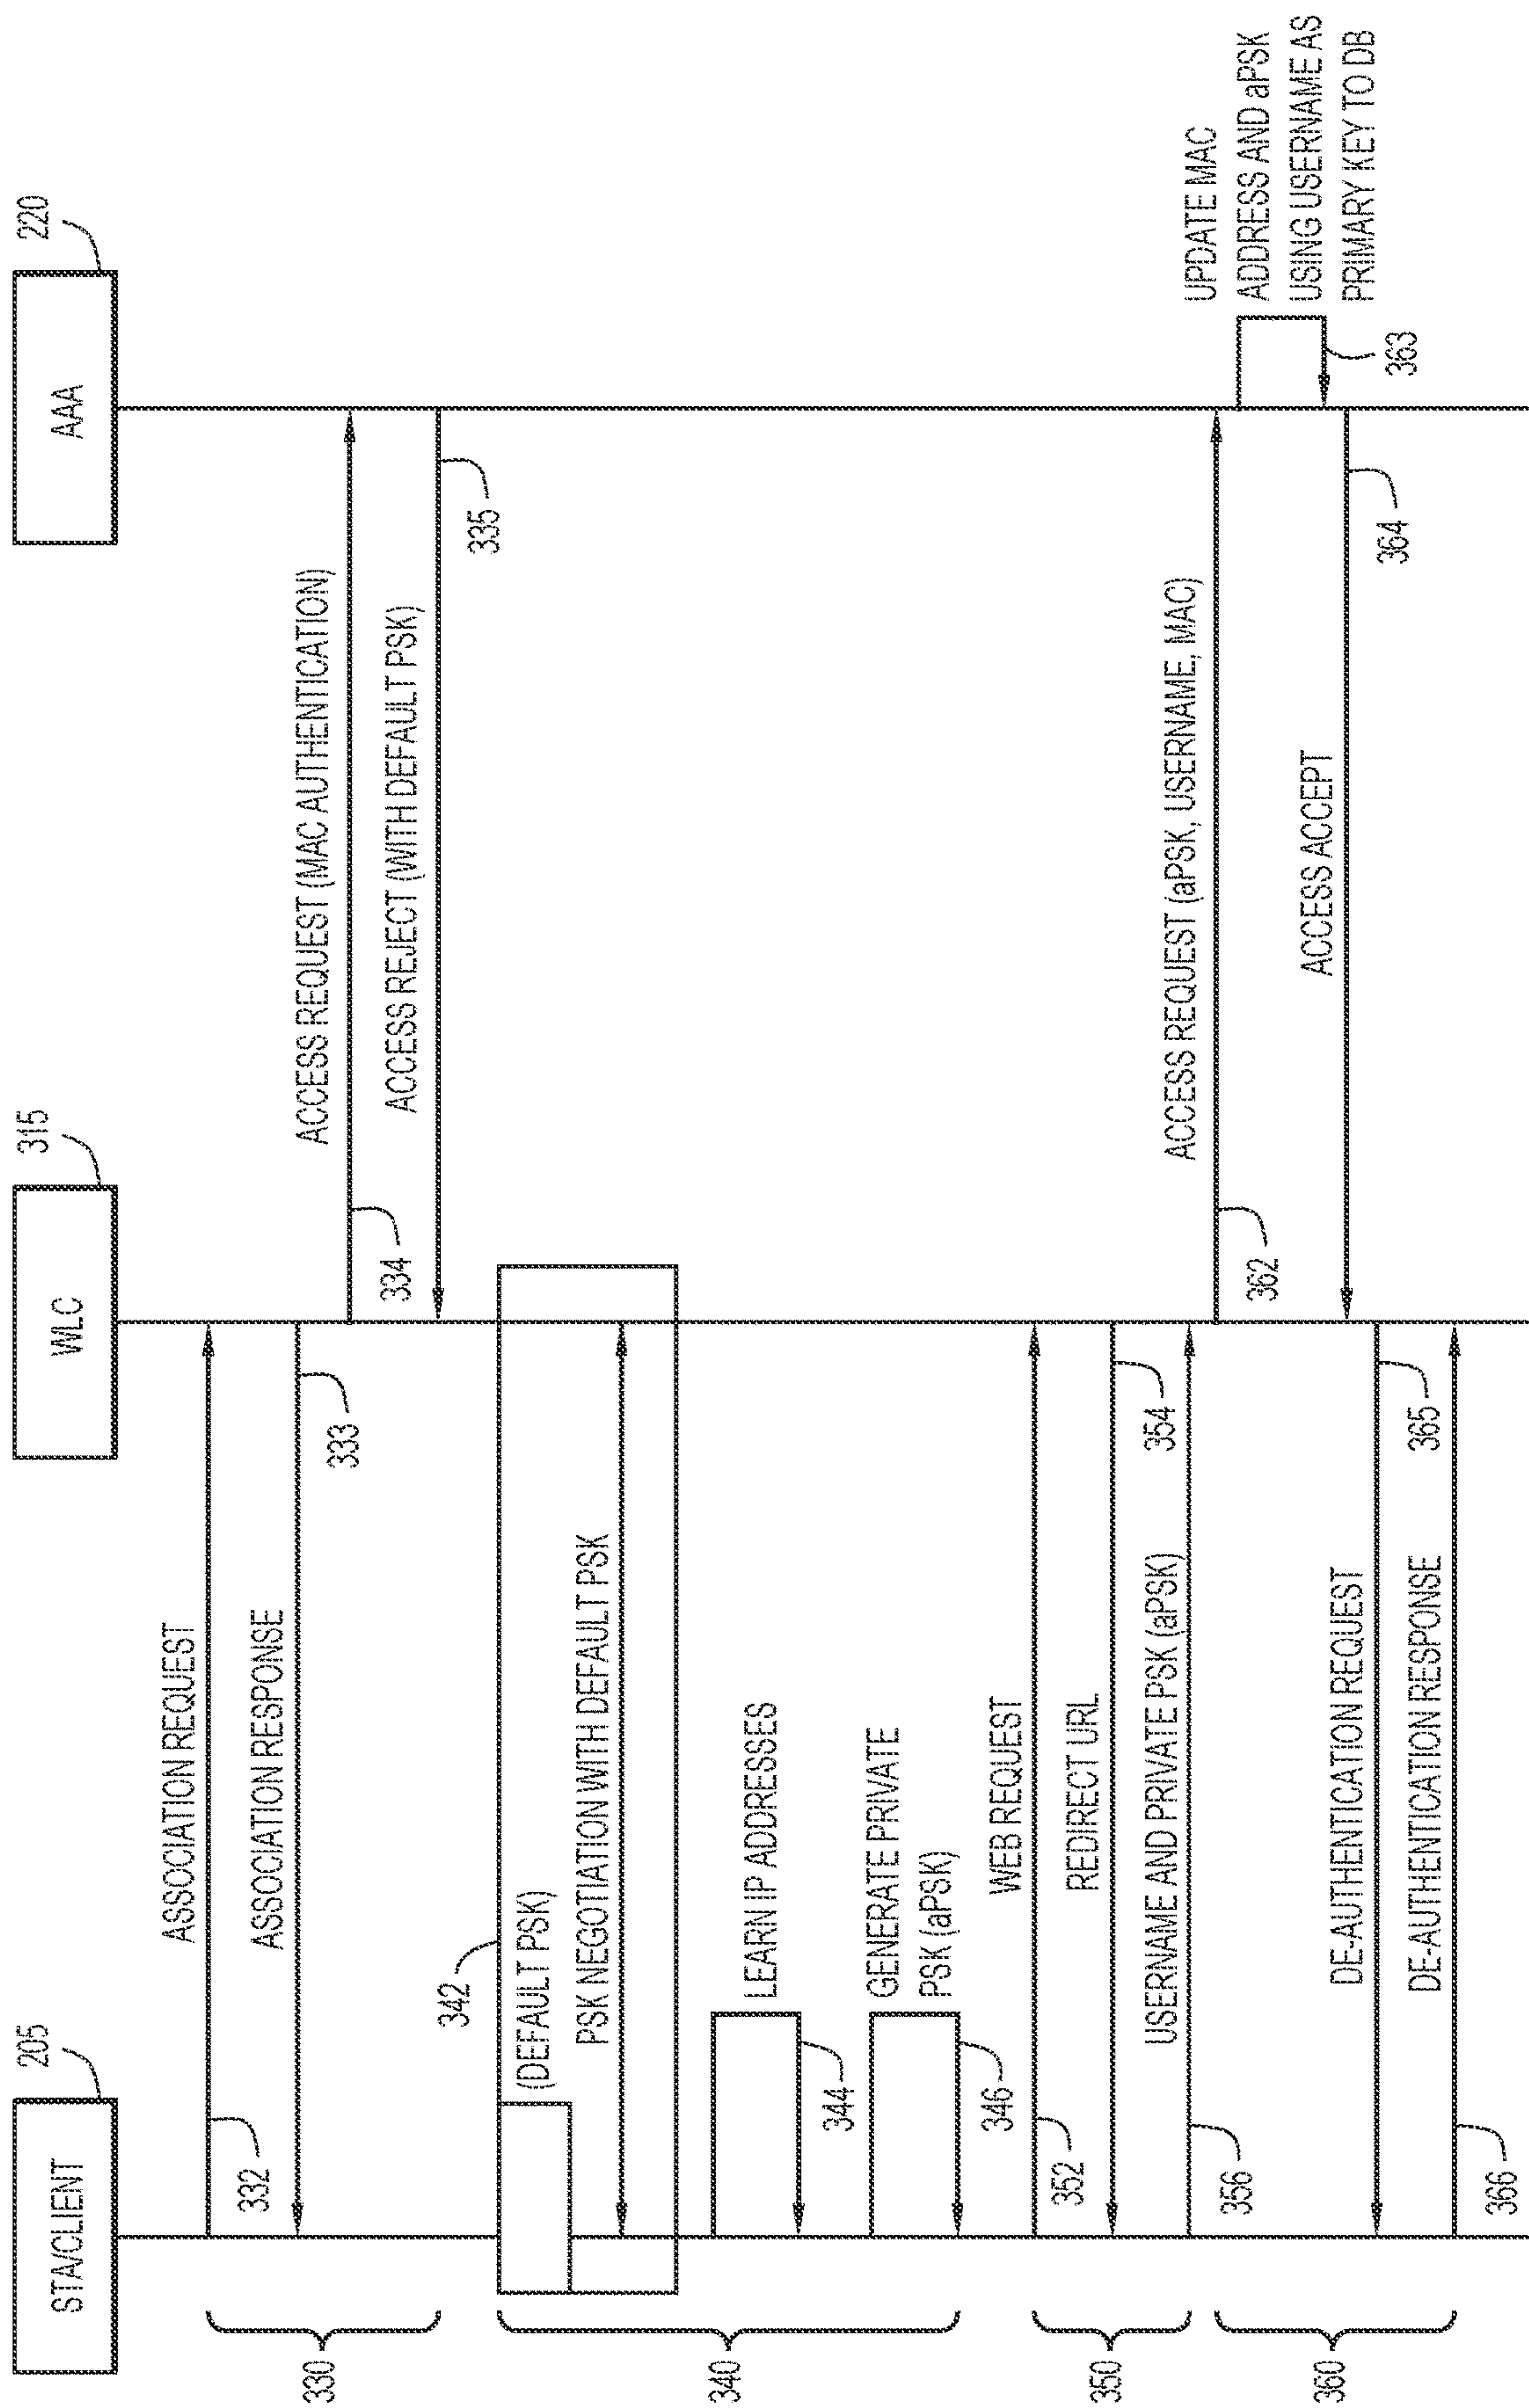 STA/CLIENT
205
WLC
315
AAA
220
330
ASSOCIATION REQUEST
332
ASSOCIATION RESPONSE
333
ACCESS REQUEST (MAC AUTHENTICATION)
334
ACCESS REJECT (WITH DEFAULT PSK)
335
340
342
(DEFAULT PSK)
PSK NEGOTIATION WITH DEFAULT PSK
LEARN IP ADDRESSES
344
GENERATE PRIVATE
PSK (aPSK)
346
350
WEB REQUEST
352
REDIRECT URL
354
USERNAME AND PRIVATE PSK (aPSK)
356
360
ACCESS REQUEST (aPSK, USERNAME, MAC)
362
UPDATE MAC
ADDRESS AND aPSK
USING USERNAME AS
PRIMARY KEY TO DB
363
ACCESS ACCEPT
364
DE-AUTHENTICATION REQUEST
365
DE-AUTHENTICATION RESPONSE
366